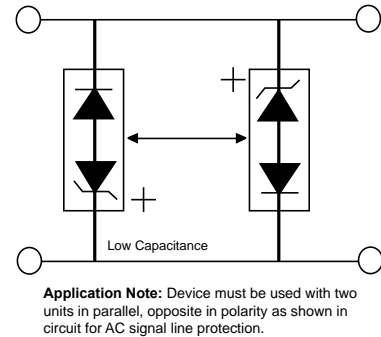 +
+
Low Capacitance
Application Note: Device must be used with two
units in parallel, opposite in polarity as shown in
circuit for AC signal line protection.